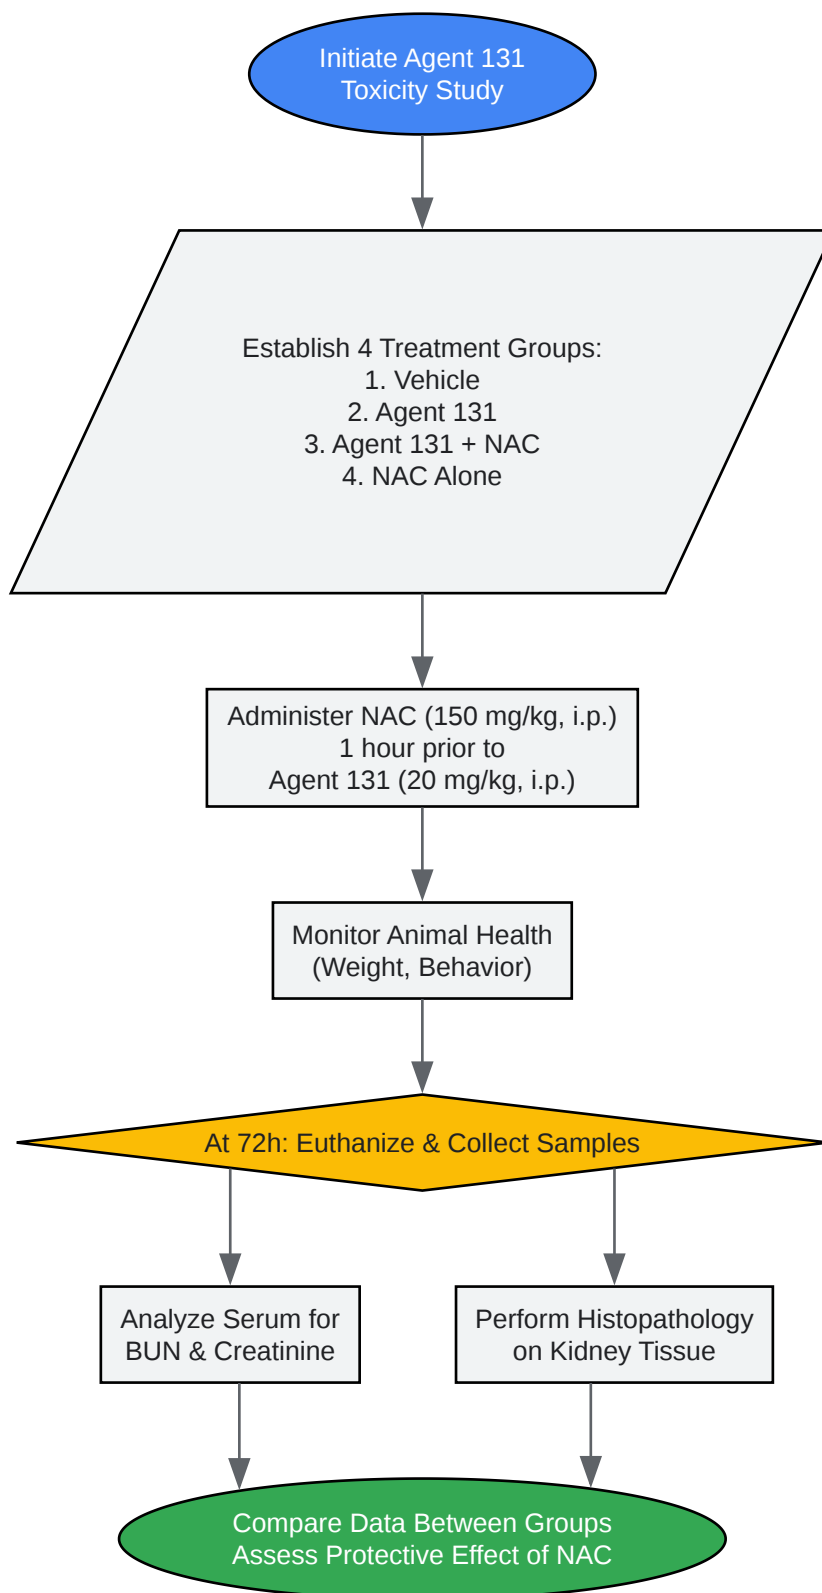 Initiate Agent 131
Toxicity Study
Establish 4 Treatment Groups:
1. Vehicle
2. Agent 131
3. Agent 131 + NAC
4. NAC Alone
Administer NAC (150 mg/kg, i.p.)
1 hour prior to
Agent 131 (20 mg/kg, i.p.)
Monitor Animal Health
(Weight, Behavior)
At 72h: Euthanize & Collect Samples
Analyze Serum for
BUN & Creatinine
Perform Histopathology
on Kidney Tissue
Compare Data Between Groups
Assess Protective Effect of NAC